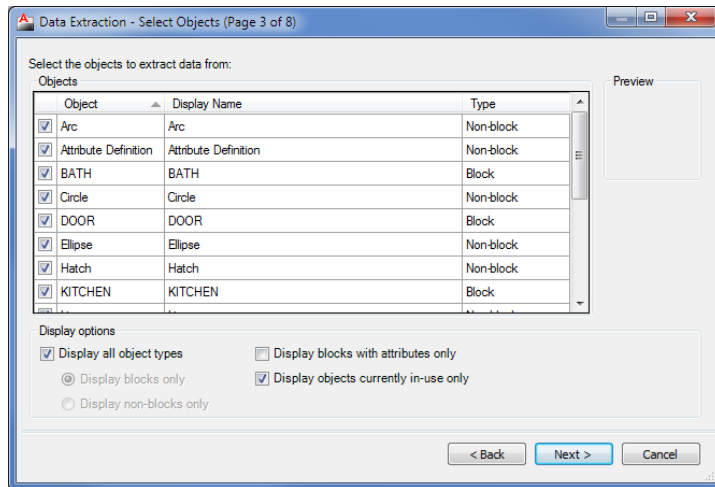 Data Extraction - Select Objects (Page 3 of 8)
Select the objects to extract data from:
Objects
Preview
Object Display Name Type
Arc Arc Non-block
Attribute Definition Attribute Definition Non-block
BATH BATH Block
Circle Circle Non-block
DOOR DOOR Block
Ellipse Ellipse Non-block
Hatch Hatch Non-block
KITCHEN KITCHEN Block
Display options
Display all object types
Display blocks with attributes only
Display blocks only
Display objects currently in-use only
Display non-blocks only
< Back Next > Cancel